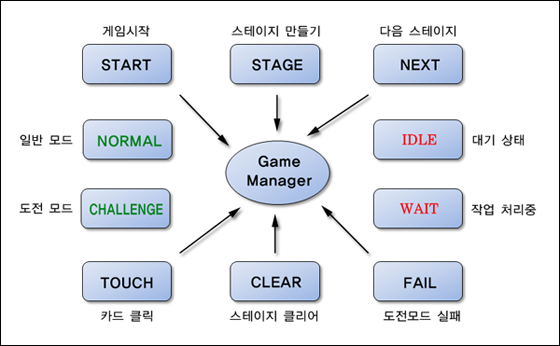 게임시작
스테이지 만들기
다음 스테이지
START
STAGE
NEXT
일반 모드
NORMAL
IDLE
대기 상태
Game
Manager
도전 모드
CHALLENGE
WAIT
작업 처리중
TOUCH
CLEAR
FAIL
카드 클릭
스테이지 클리어
도전모드 실패